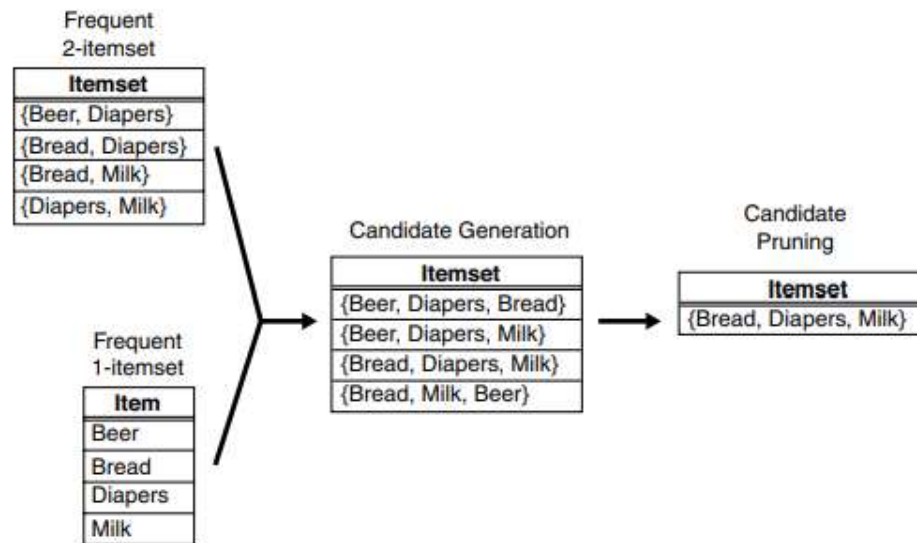 Frequent
2-itemset
Itemset
{Beer, Diapers}
{Bread, Diapers}
{Bread, Milk}
{Diapers, Milk}
Frequent
1-itemset
Item
Beer
Bread
Diapers
Milk
Candidate Generation
Itemset
{Beer, Diapers, Bread}
{Beer, Diapers, Milk}
{Bread, Diapers, Milk}
{Bread, Milk, Beer}
Candidate
Pruning
Itemset
{Bread, Diapers, Milk}